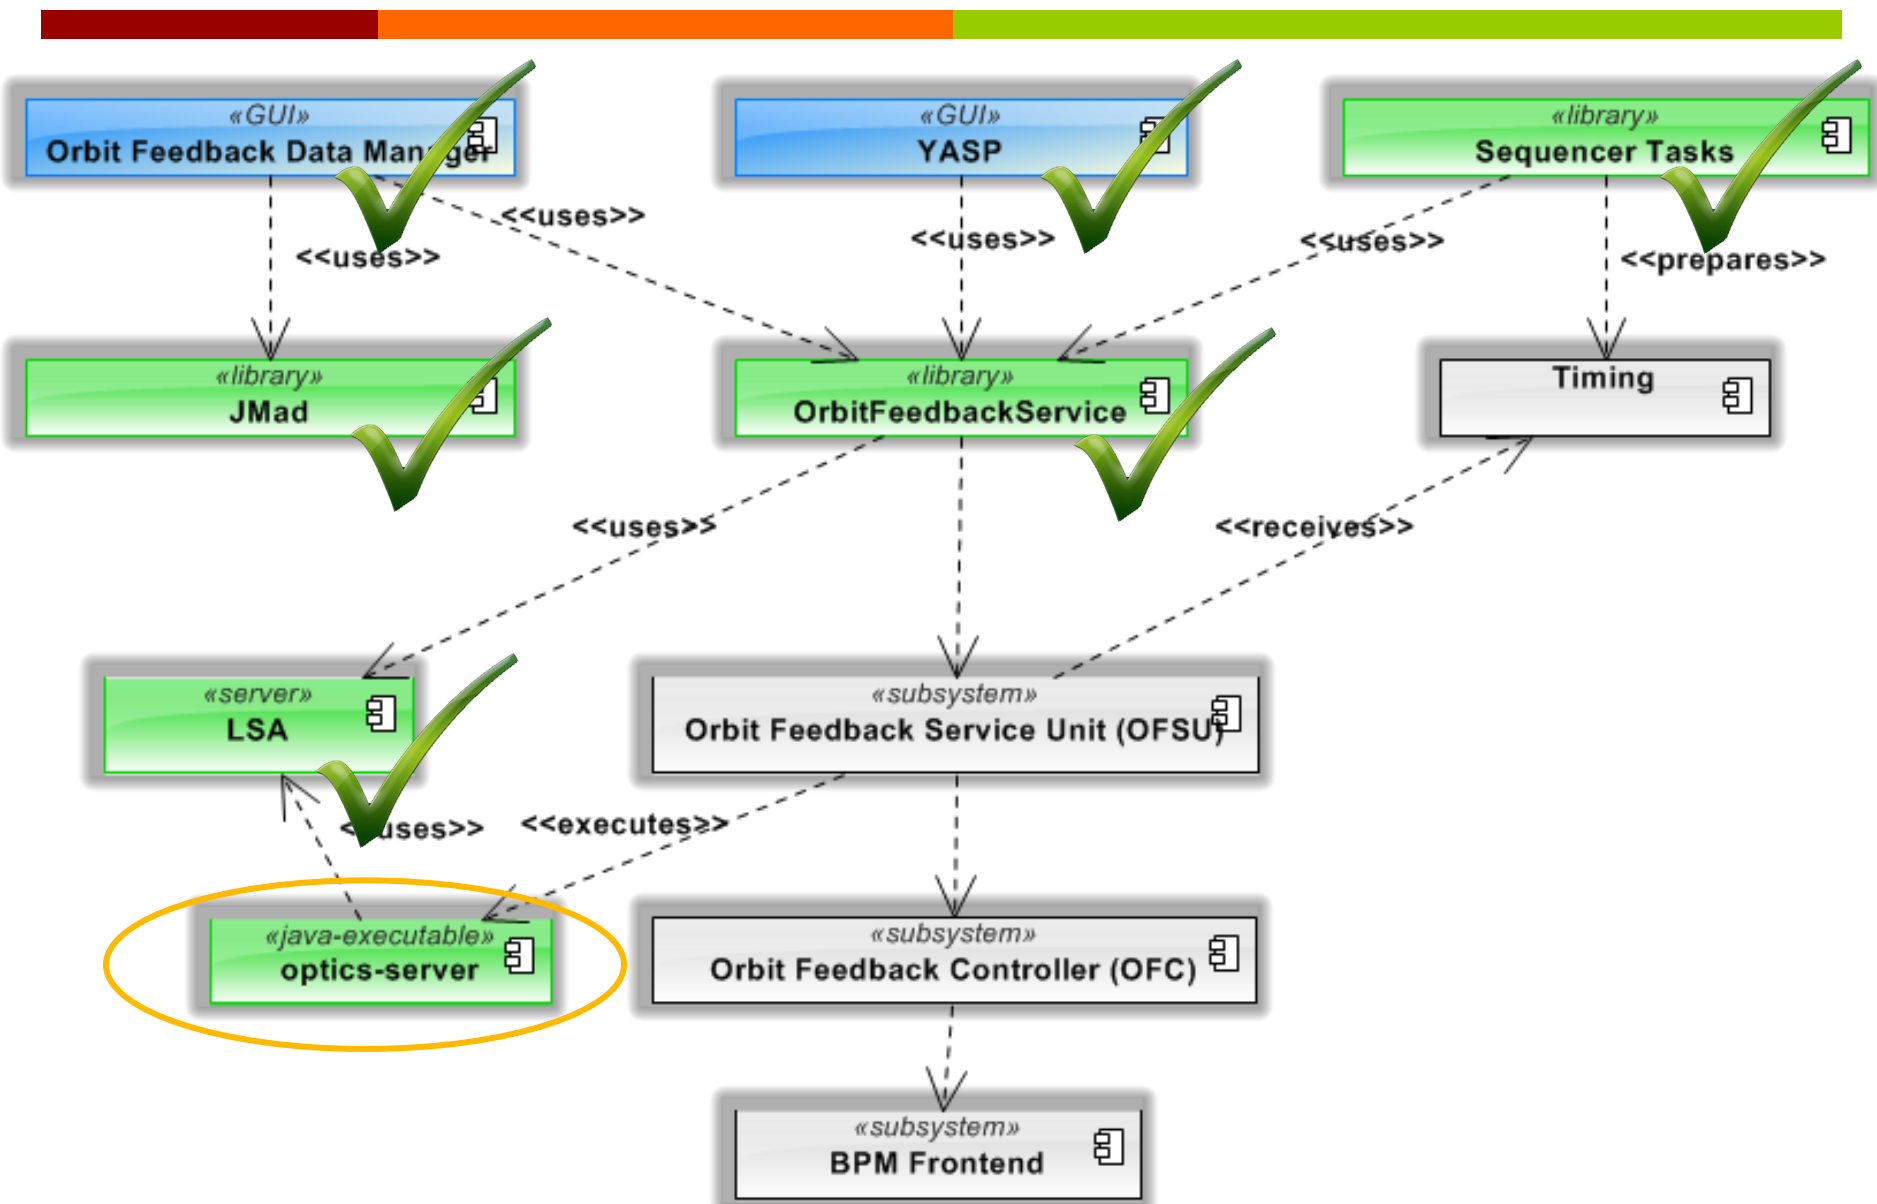 «GUI»
Orbit Feedback Data Manager
«GUI»
YASP
«library»
Sequencer Tasks
<<uses>>
<<uses>>
<<uses>>
<<uses>>
<<prepares>>
«library»
JMad
«library»
OrbitFeedbackService
Timing
<<uses>>
<<receives>>
«server»
LSA
«subsystem»
Orbit Feedback Service Unit (OFSU)
<<uses>>
<<executes>>
«java-executable»
optics-server
«subsystem»
Orbit Feedback Controller (OFC)
«subsystem»
BPM Frontend